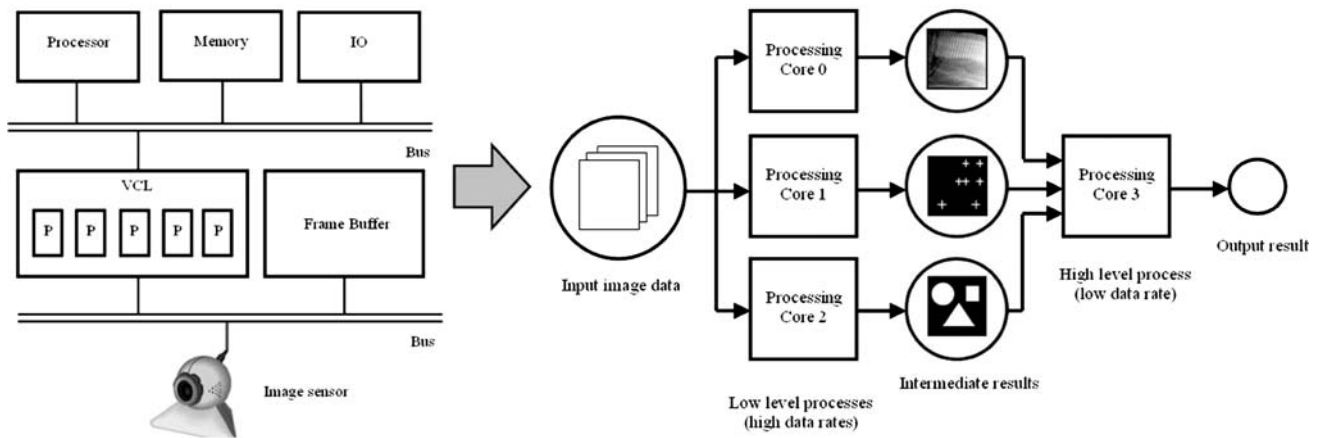 Processor
Memory
IO
Bus
VCL
P P P P P
Frame Buffer
Bus
Image sensor
Input image data
Processing
Core 0
Processing
Core 1
Processing
Core 2
Low level processes
(high data rates)
Intermediate results
Processing
Core 3
High level process
(low data rate)
Output result